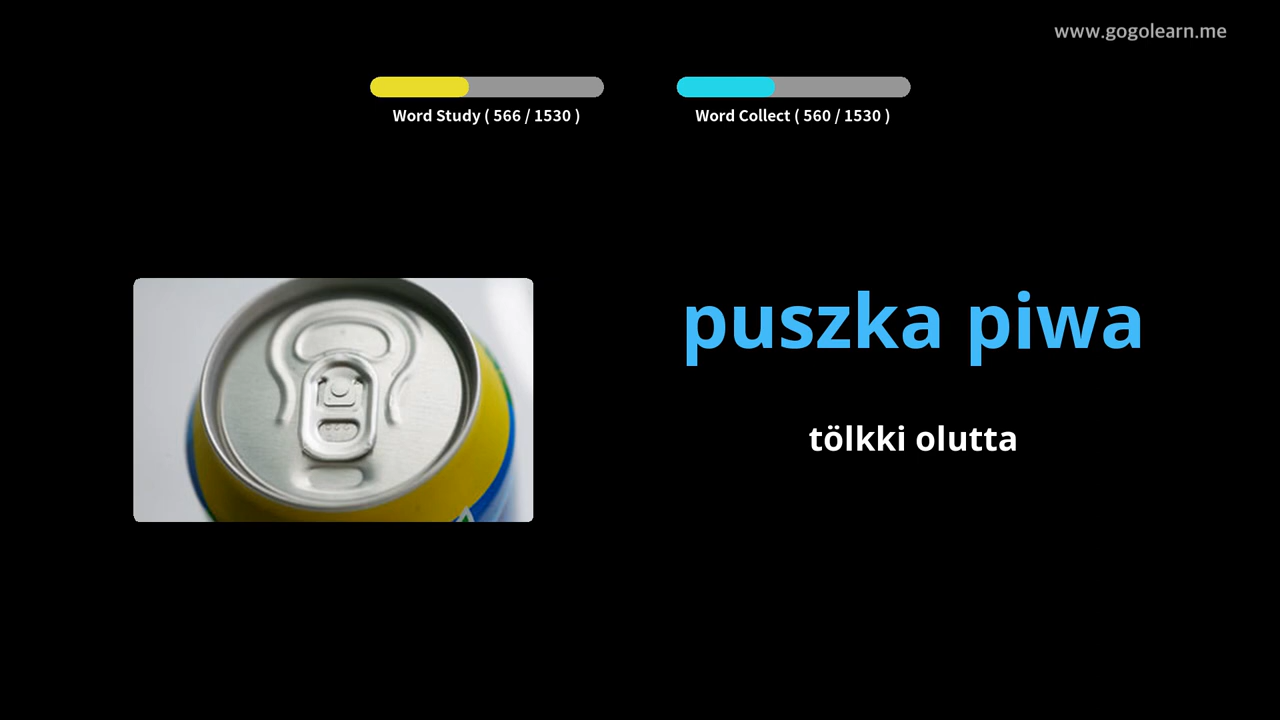 www.gogolearn.me
Word Study ( 566 / 1530 )
Word Collect ( 560 / 1530 )
puszka piwa
tölkki olutta